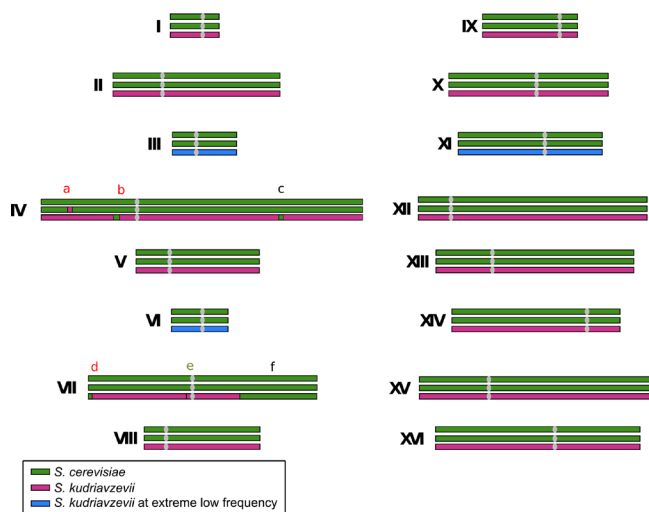 I
IX
II
X
III
XI
a b c
IV
XII
V
XIII
VI
XIV
d e f
VII
XV
VIII
XVI
S. cerevisiae
S. kudriavzevii
S. kudriavzevii at extreme low frequency